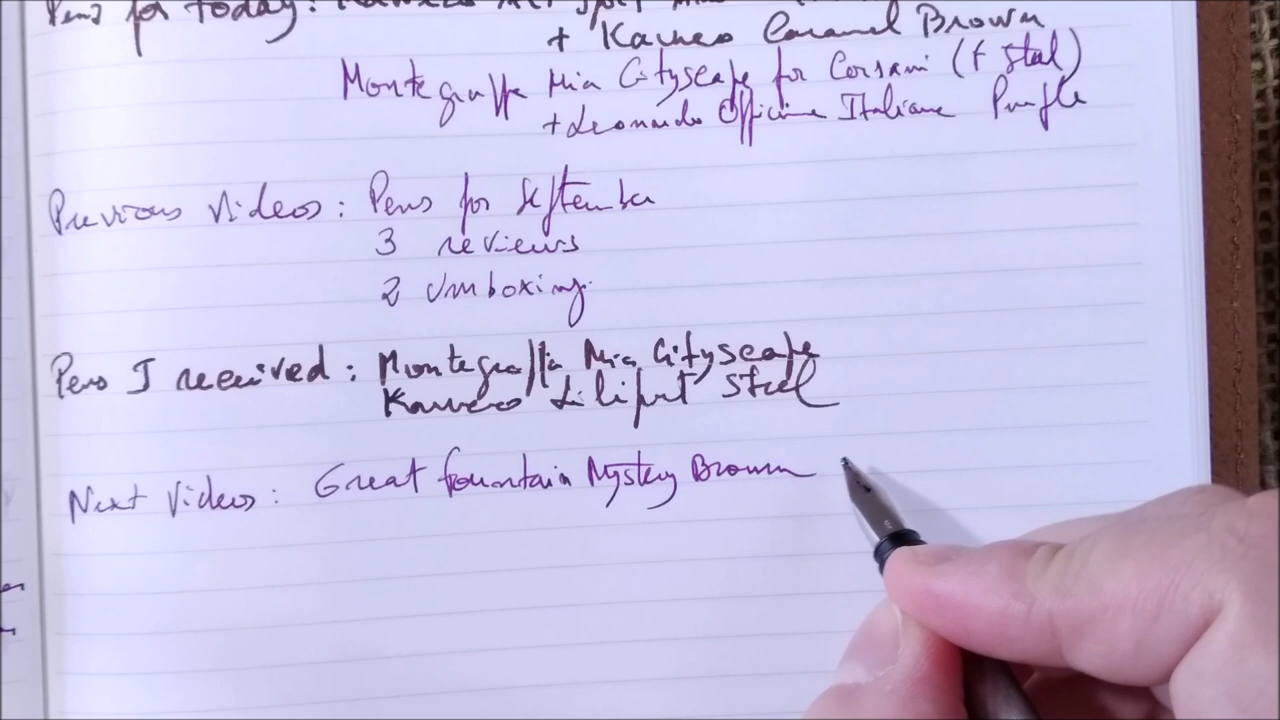 Pens for today:
+ Kaweco Caramel Brown
Montegrappa Mia Cityscape for Corsani (f Steel)
+ Leonardo Officina Italiana Purple
Previous Videos: Pens for September
3 reviews
2 Unboxing.
Pens I received: Montegrappa Mia Cityscape
Kaweco Liliput Steel
Next Videos: Great fountain Mystery Brown